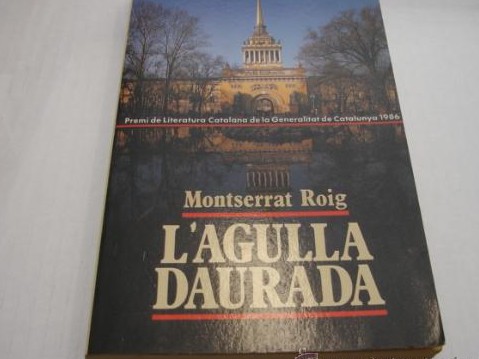 Premi de Literatura Catalana de la Generalitat de Catalunya 1986
Montserrat Roig
L'AGULLA
DAURADA